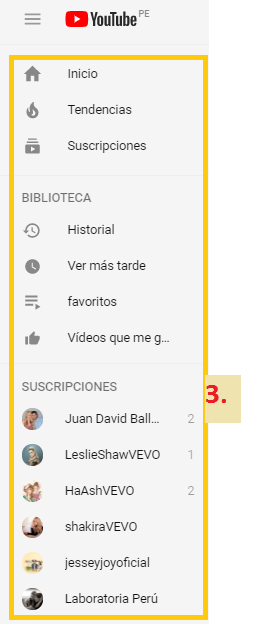 YouTube PE
Inicio
Tendencias
Suscripciones
BIBLIOTECA
Historial
Ver más tarde
favoritos
Vídeos que me g...
SUSCRIPCIONES
3.
Juan David Ball... 2
LeslieShawVEVO 1
HaAshVEVO 2
shakiraVEVO
jesseyjoyoficial
Laboratoria Perú